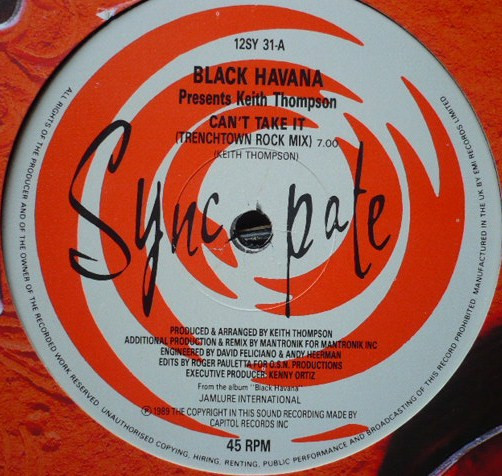 12SY 31-A
BLACK HAVANA
Presents Keith Thompson
CAN'T TAKE IT
(TRENCHTOWN ROCK MIX) 7.00
(KEITH THOMPSON)
Sync pate
PRODUCED & ARRANGED BY KEITH THOMPSON
ADDITIONAL PRODUCTION & REMIX BY MANTRONIK FOR MANTRONIK INC
ENGINEERED BY DAVID FELICIANO & ANDY HEERMAN
EDITS BY ROGER PAULETTA FOR O.S.N. PRODUCTIONS
EXECUTIVE PRODUCER: KENNY ORTIZ
From the album "Black Havana"
JAMLURE INTERNATIONAL
Ⓟ 1989 THE COPYRIGHT IN THIS SOUND RECORDING MADE BY
CAPITOL RECORDS INC
45 RPM
ALL RIGHTS OF THE PRODUCER AND OF THE OWNER OF THE RECORDED WORK RESERVED. UNAUTHORISED COPYING, HIRING, RENTING, PUBLIC PERFORMANCE AND BROADCASTING OF THIS RECORD PROHIBITED. MANUFACTURED IN THE UK BY EMI RECORDS LIMITED